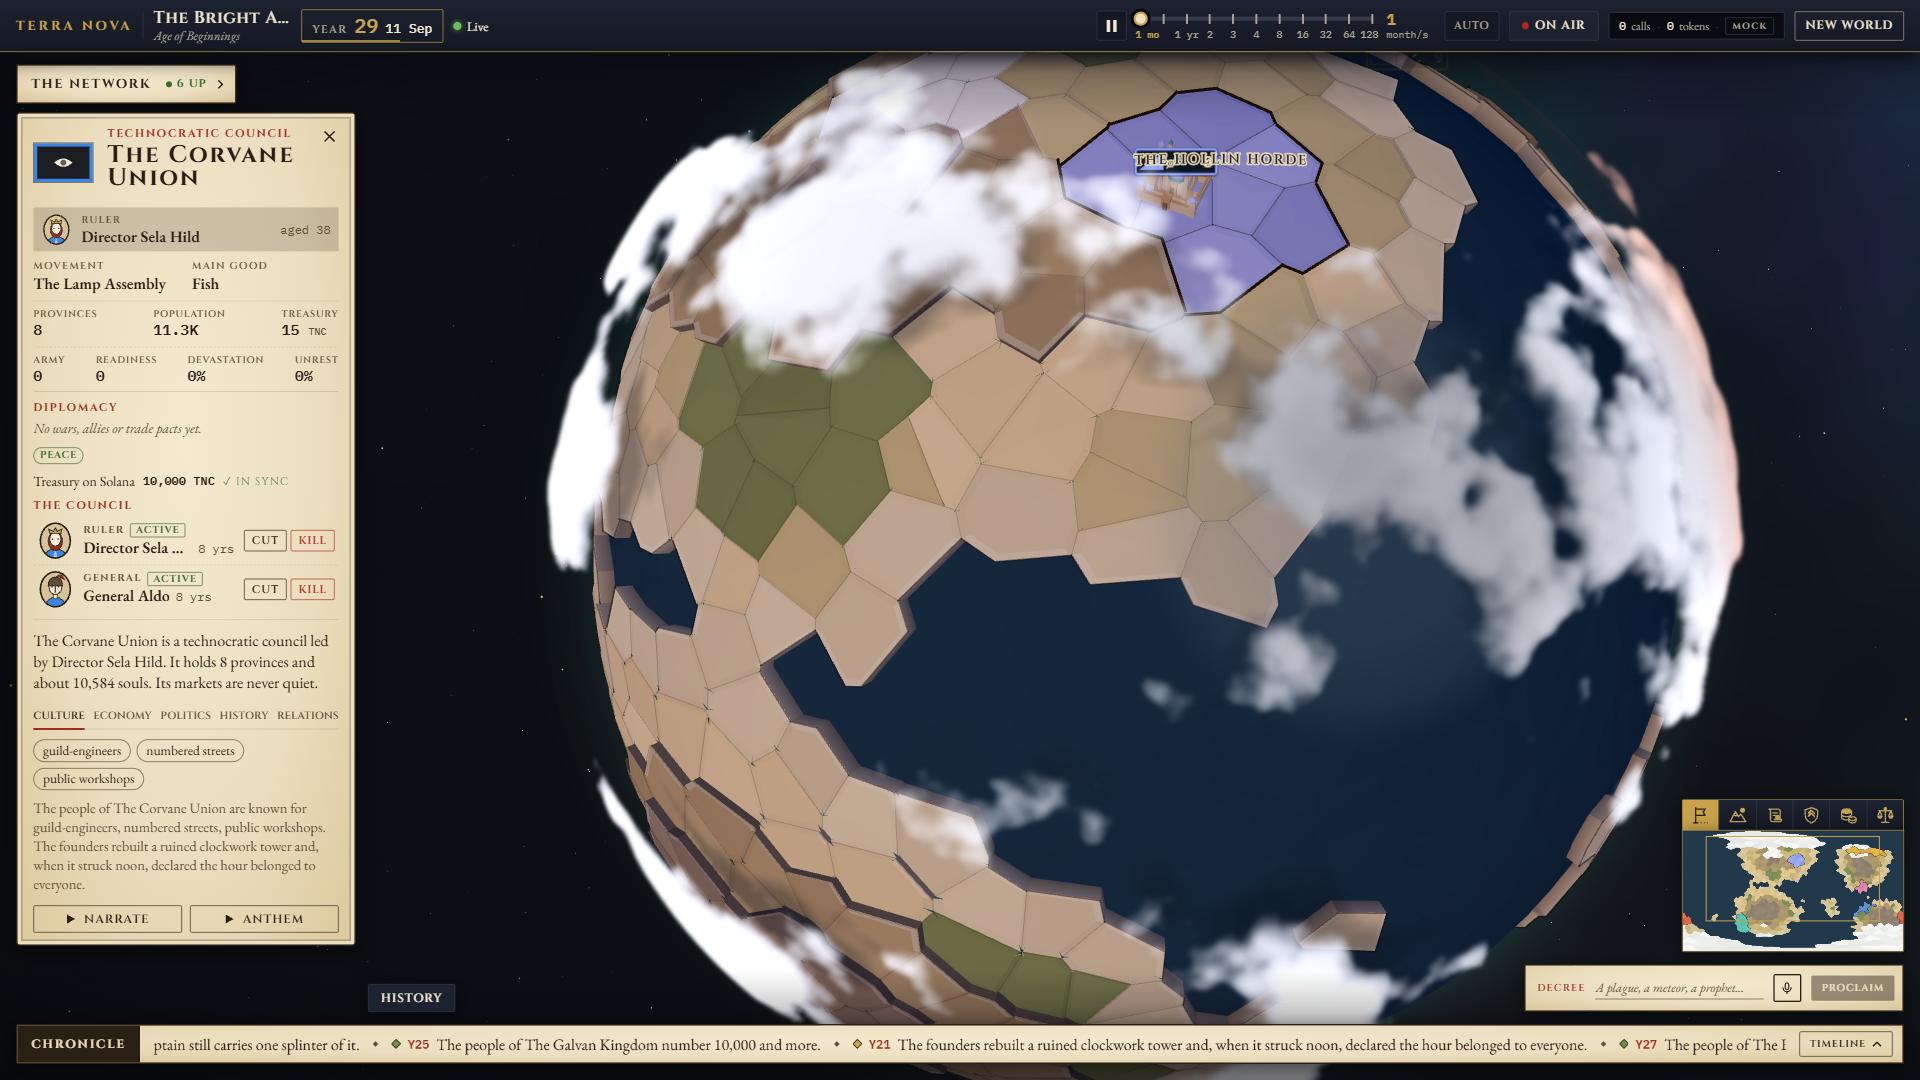 TERRA NOVA
THE BRIGHT A...
Age of Beginnings
YEAR 29 11 Sep
Live
1 mo 1 yr 2 3 4 8 16 32 64 128
1 month/s
AUTO
ON AIR
0 calls · 0 tokens · MOCK
NEW WORLD
THE NETWORK 6 UP
TECHNOCRATIC COUNCIL
THE CORVANE
UNION
RULER
Director Sela Hild aged 38
MOVEMENT MAIN GOOD
The Lamp Assembly Fish
PROVINCES POPULATION TREASURY
8 11.3K 15 TNC
ARMY READINESS DEVASTATION UNREST
0 0 0% 0%
DIPLOMACY
No wars, allies or trade pacts yet.
PEACE
Treasury on Solana 10,000 TNC ✓ IN SYNC
THE COUNCIL
RULER ACTIVE
Director Sela ... 8 yrs CUT KILL
GENERAL ACTIVE
General Aldo 8 yrs CUT KILL
The Corvane Union is a technocratic council led
by Director Sela Hild. It holds 8 provinces and
about 10,584 souls. Its markets are never quiet.
CULTURE ECONOMY POLITICS HISTORY RELATIONS
guild-engineers numbered streets
public workshops
The people of The Corvane Union are known for
guild-engineers, numbered streets, public workshops.
The founders rebuilt a ruined clockwork tower and,
when it struck noon, declared the hour belonged to
everyone.
NARRATE ANTHEM
THE HOLLIN HORDE
HISTORY
DECREE A plague, a meteor, a prophet... PROCLAIM
CHRONICLE
ptain still carries one splinter of it. Y25 The people of The Galvan Kingdom number 10,000 and more. Y21 The founders rebuilt a ruined clockwork tower and, when it struck noon, declared the hour belonged to everyone. Y27 The people of The
TIMELINE